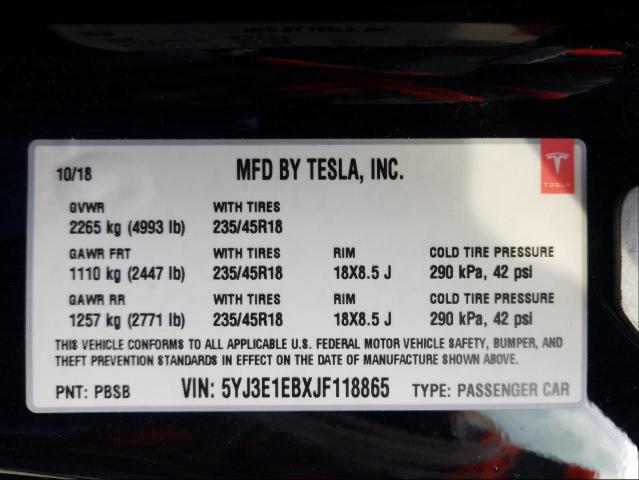 MFD BY TESLA, INC.
10/18 MFD BY TESLA, INC.
TESLA
GVWR WITH TIRES
2265 kg (4993 lb) 235/45R18
GAWR FRT WITH TIRES RIM COLD TIRE PRESSURE
1110 kg (2447 lb) 235/45R18 18X8.5 J 290 kPa, 42 psi
GAWR RR WITH TIRES RIM COLD TIRE PRESSURE
1257 kg (2771 lb) 235/45R18 18X8.5 J 290 kPa, 42 psi
THIS VEHICLE CONFORMS TO ALL APPLICABLE U.S. FEDERAL MOTOR VEHICLE SAFETY, BUMPER, AND
THEFT PREVENTION STANDARDS IN EFFECT ON THE DATE OF MANUFACTURE SHOWN ABOVE.
PNT: PBSB VIN: 5YJ3E1EBXJF118865 TYPE: PASSENGER CAR